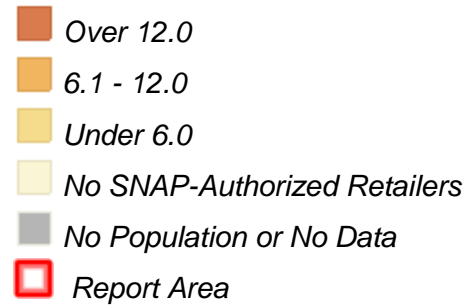 Over 12.0
6.1 - 12.0
Under 6.0
No SNAP-Authorized Retailers
No Population or No Data
Report Area